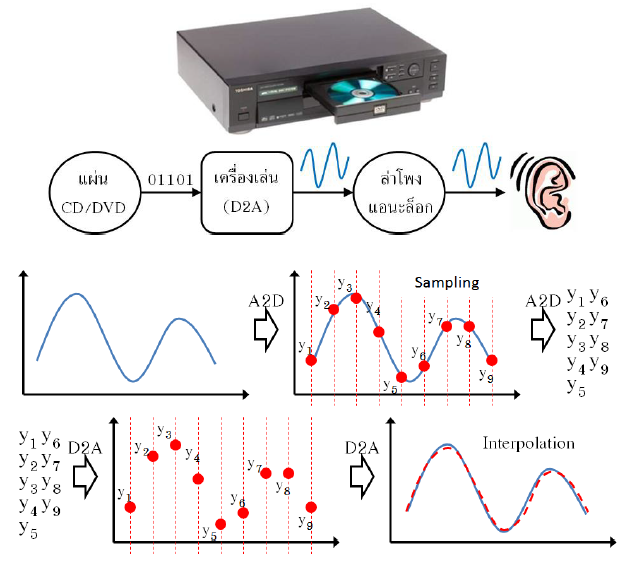 TOSHIBA
แผ่น
CD/DVD
01101
เครื่องเล่น
(D2A)
ลำโพง
แอนะล็อก
A2D
Sampling
y1
y2
y3
y4
y5
y6
y7
y8
y9
A2D
y1 y6
y2 y7
y3 y8
y4 y9
y5
y1 y6
y2 y7
y3 y8
y4 y9
y5
D2A
y1
y2
y3
y4
y5
y6
y7
y8
y9
D2A
Interpolation